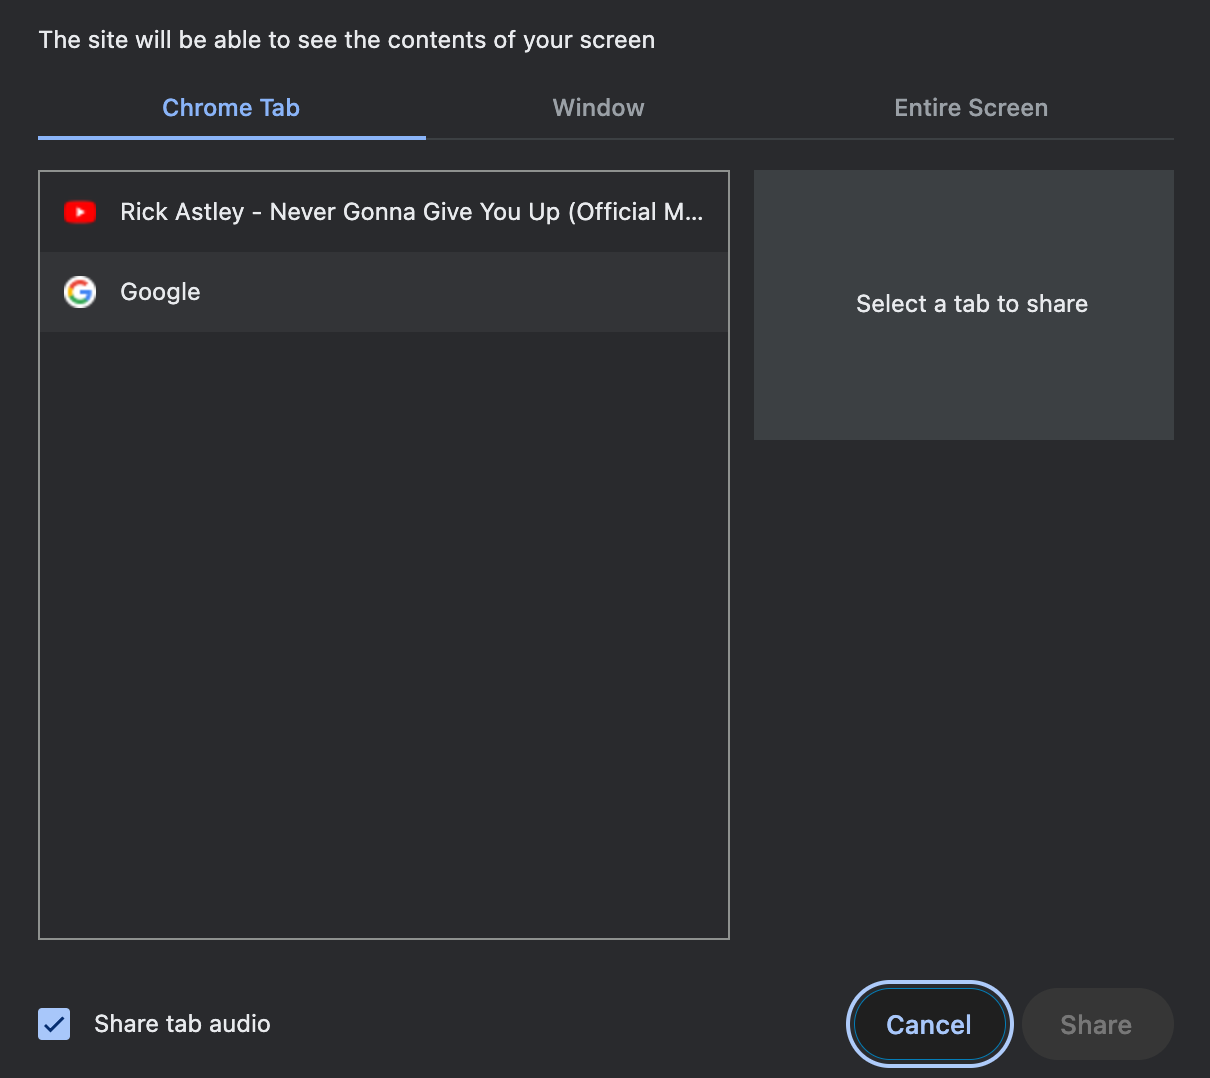 The site will be able to see the contents of your screen
Chrome Tab
Window
Entire Screen
Rick Astley - Never Gonna Give You Up (Official M...
Google
Select a tab to share
Share tab audio
Cancel
Share